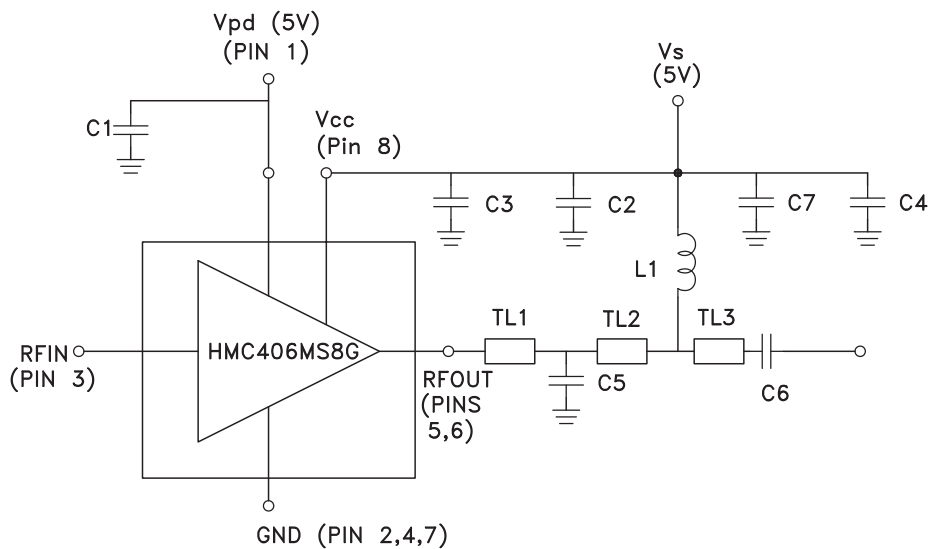 Vpd (5V)
(PIN 1)
Vs
(5V)
C1
Vcc
(Pin 8)
C3
C2
C7
C4
L1
TL1
TL2
TL3
HMC406MS8G
RFIN
(PIN 3)
RFOUT
(PINS
5,6)
C5
C6
GND (PIN 2,4,7)